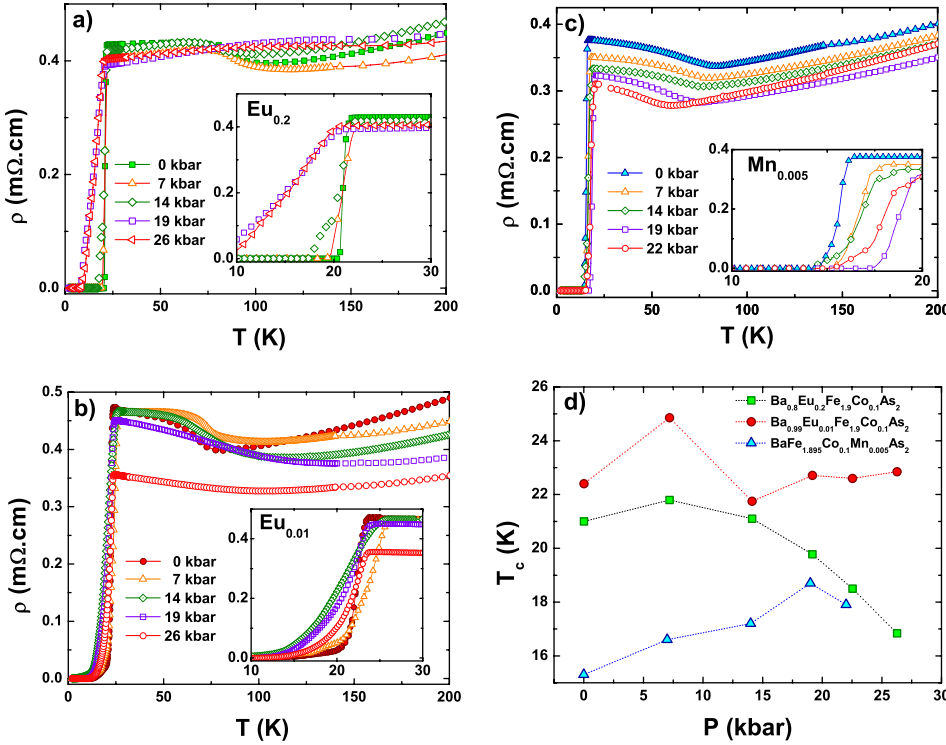 a)
ρ (mΩ.cm)
0.4
0.2
0.0
0 50 100 150 200
T (K)
0 kbar
7 kbar
14 kbar
19 kbar
26 kbar
Eu0.2
0.4
0.2
0.0
10 20 30
c)
ρ (mΩ.cm)
0.4
0.3
0.2
0.1
0.0
0 50 100 150 200
T (K)
0 kbar
7 kbar
14 kbar
19 kbar
22 kbar
Mn0.005
0.4
0.2
0.0
10 20
b)
ρ (mΩ.cm)
0.5
0.4
0.3
0.2
0.1
0.0
0 50 100 150 200
T (K)
0 kbar
7 kbar
14 kbar
19 kbar
26 kbar
Eu0.01
0.4
0.2
0.0
10 20 30
d)
Tc (K)
26
24
22
20
18
16
0 5 10 15 20 25 30
P (kbar)
Ba0.8Eu0.2Fe1.9Co0.1As2
Ba0.99Eu0.01Fe1.9Co0.1As2
BaFe1.895Co0.1Mn0.005As2